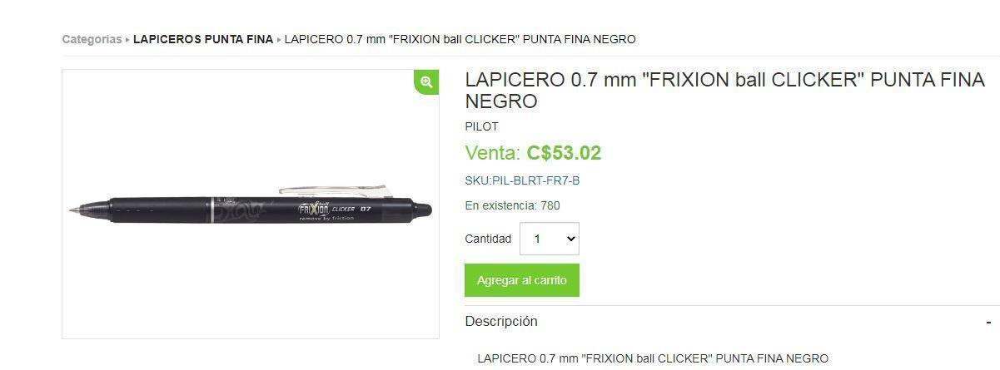 Categorias ▸ LAPICEROS PUNTA FINA ▸ LAPICERO 0.7 mm "FRIXION ball CLICKER" PUNTA FINA NEGRO
LAPICERO 0.7 mm "FRIXION ball CLICKER" PUNTA FINA
NEGRO
PILOT
Venta: C$53.02
SKU:PIL-BLRT-FR7-B
En existencia: 780
Cantidad 1
Agregar al carrito
Descripción -
LAPICERO 0.7 mm "FRIXION ball CLICKER" PUNTA FINA NEGRO
ball
FRIXION CLICKER 07
remove by friction